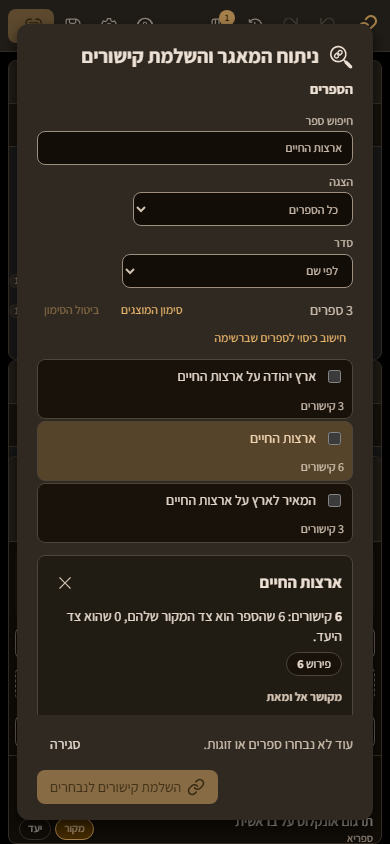 1
ניתוח המאגר והשלמת קישורים
הספרים
חיפוש ספר
ארצות החיים
הצגה
כל הספרים
סדר
לפי שם
3 ספרים
סימון המוצגים
ביטול הסימון
חישוב כיסוי לספרים שברשימה
ארץ יהודה על ארצות החיים
3 קישורים
ארצות החיים
6 קישורים
המאיר לארץ על ארצות החיים
3 קישורים
ארצות החיים
6 קישורים: 6 שהספר הוא צד המקור שלהם, 0 שהוא צד
היעד.
פירוש 6
מקושר אל ומאת
עוד לא נבחרו ספרים או זוגות.
סגירה
השלמת קישורים לנבחרים
תרגום אונקלוס על בראשית
מקור
יעד
ספריא